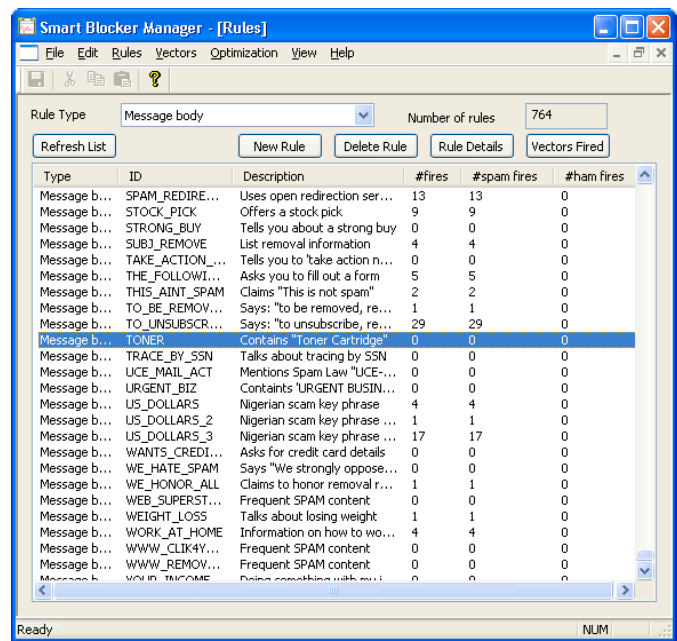 Smart Blocker Manager - [Rules]
File Edit Rules Vectors Optimization View Help
Rule Type Message body Number of rules 764
Refresh List New Rule Delete Rule Rule Details Vectors Fired
Type ID Description #fires #spam fires #ham fires
Message b... SPAM_REDIRE... Uses open redirection ser... 13 13 0
Message b... STOCK_PICK Offers a stock pick 9 9 0
Message b... STRONG_BUY Tells you about a strong buy 0 0 0
Message b... SUBJ_REMOVE List removal information 4 4 0
Message b... TAKE_ACTION_... Tells you to 'take action n... 0 0 0
Message b... THE_FOLLOWI... Asks you to fill out a form 5 5 0
Message b... THIS_AINT_SPAM Claims "This is not spam" 2 2 0
Message b... TO_BE_REMOV... Says: "to be removed, re... 1 1 0
Message b... TO_UNSUBSCR... Says: "to unsubscribe, re... 29 29 0
Message b... TONER Contains "Toner Cartridge" 0 0 0
Message b... TRACE_BY_SSN Talks about tracing by SSN 0 0 0
Message b... UCE_MAIL_ACT Mentions Spam Law "UCE-... 0 0 0
Message b... URGENT_BIZ Containts 'URGENT BUSIN... 0 0 0
Message b... US_DOLLARS Nigerian scam key phrase 4 4 0
Message b... US_DOLLARS_2 Nigerian scam key phrase ... 1 1 0
Message b... US_DOLLARS_3 Nigerian scam key phrase ... 17 17 0
Message b... WANTS_CREDI... Asks for credit card details 0 0 0
Message b... WE_HATE_SPAM Says "We strongly oppose... 0 0 0
Message b... WE_HONOR_ALL Claims to honor removal r... 1 1 0
Message b... WEB_SUPERST... Frequent SPAM content 0 0 0
Message b... WEIGHT_LOSS Talks about losing weight 1 1 0
Message b... WORK_AT_HOME Information on how to wo... 4 4 0
Message b... WWW_CLIK4Y... Frequent SPAM content 0 0 0
Message b... WWW_REMOV... Frequent SPAM content 0 0 0
Message b... YOUR_INCOME Doing something with my i... 0 0 0
Ready NUM